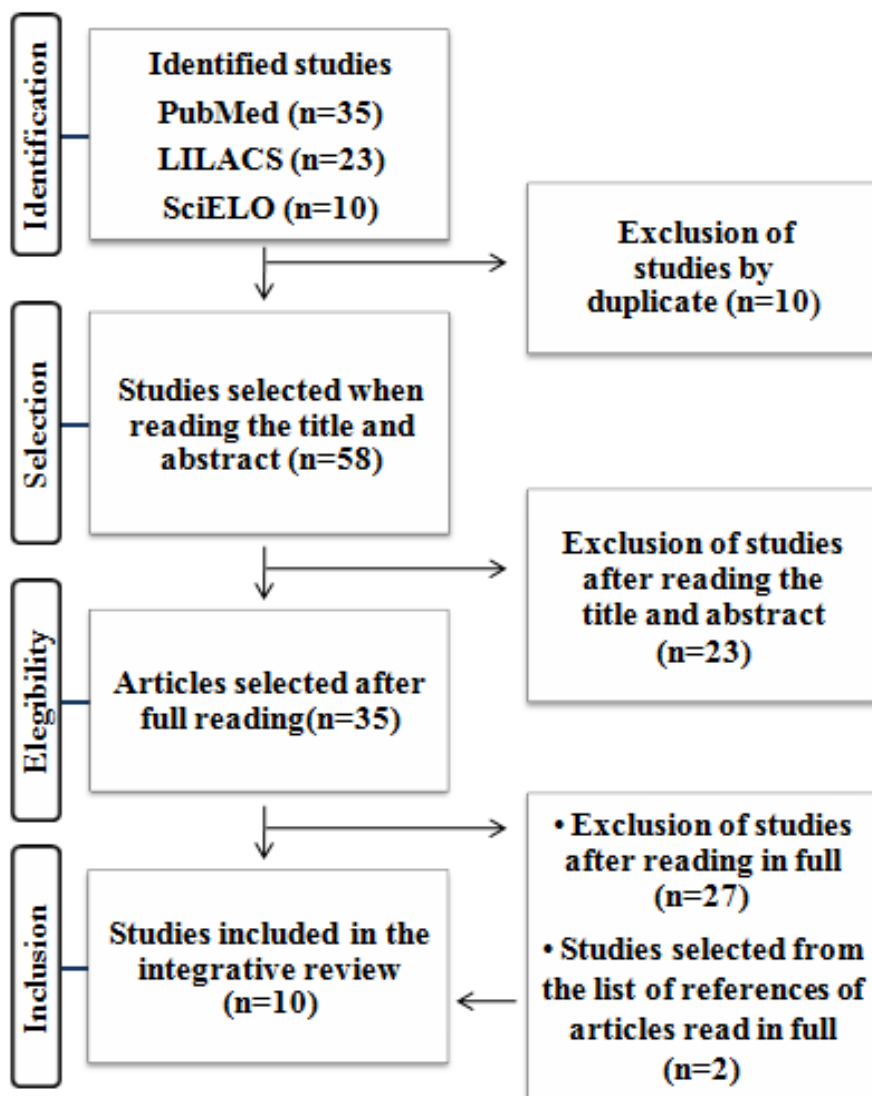 Identification
Identified studies
PubMed (n=35)
LILACS (n=23)
SciELO (n=10)
Exclusion of
studies by
duplicate (n=10)
Selection
Studies selected when
reading the title and
abstract (n=58)
Exclusion of studies
after reading the
title and abstract
(n=23)
Elegibility
Articles selected after
full reading(n=35)
• Exclusion of studies
after reading in full
(n=27)
• Studies selected from
the list of references of
articles read in full
(n=2)
Inclusion
Studies included in the
integrative review
(n=10)